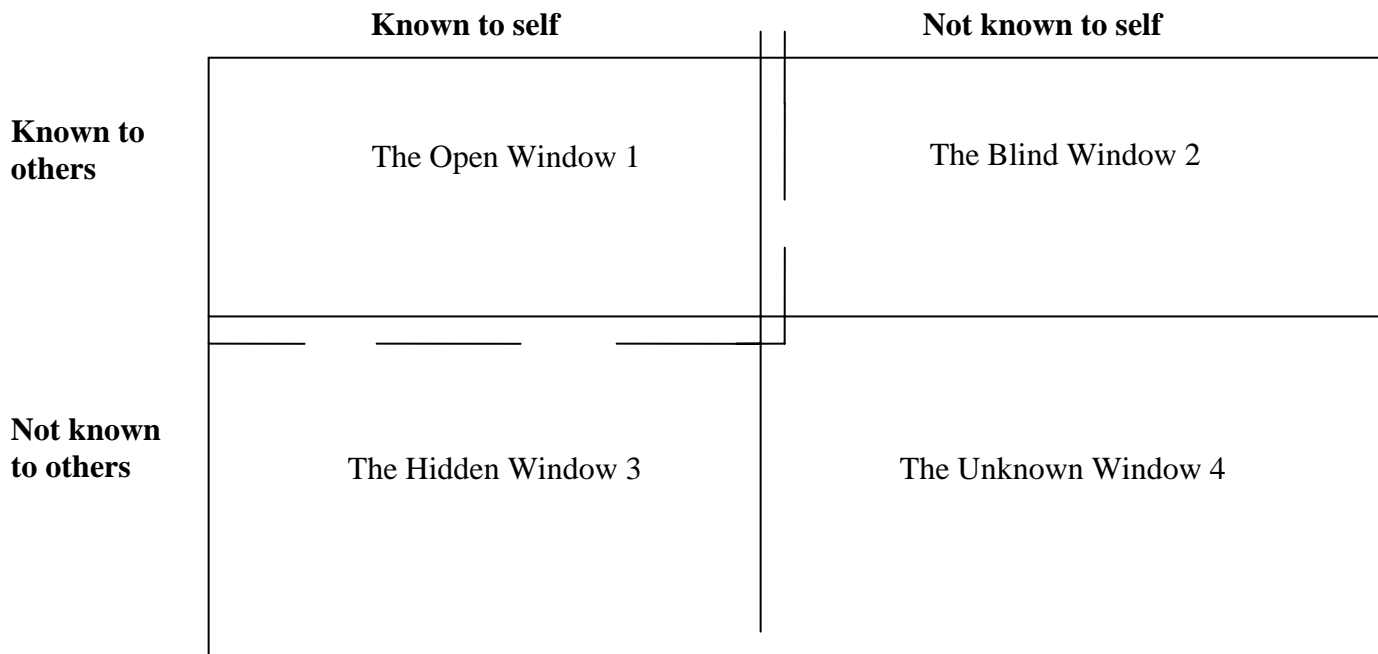 Known to self
Not known to self
Known to
others
The Open Window 1
The Blind Window 2
Not known
to others
The Hidden Window 3
The Unknown Window 4